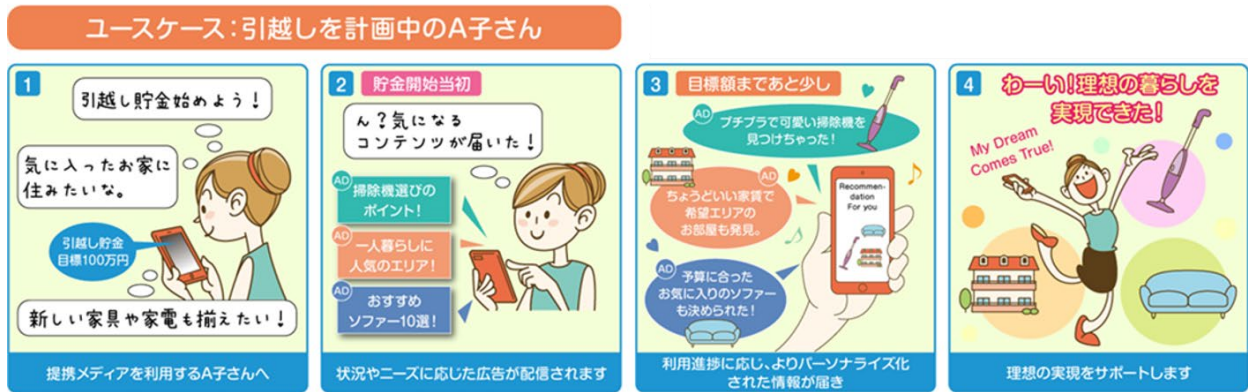 ユースケース：引越しを計画中のA子さん
1
引越し貯金始めよう！
気に入ったお家に
住みたいな。
引越し貯金
目標100万円
新しい家具や家電も揃えたい！
提携メディアを利用するA子さんへ
2
貯金開始当初
ん？気になる
コンテンツが届いた！
AD
掃除機選びの
ポイント！
AD
一人暮らしに
人気のエリア！
AD
おすすめ
ソファー10選！
状況やニーズに応じた広告が配信されます
3
目標額まであと少し
AD
プチプラで可愛い掃除機を
見つけちゃった！
AD
ちょうどいい家賃で
希望エリアの
お部屋も発見。
Recommen-
dation
For you
AD
予算に合った
お気に入りのソファー
も決められた！
利用進捗に応じ、よりパーソナライズ化
された情報が届き
4
わーい！理想の暮らしを
実現できた！
My Dream
Comes True!
理想の実現をサポートします